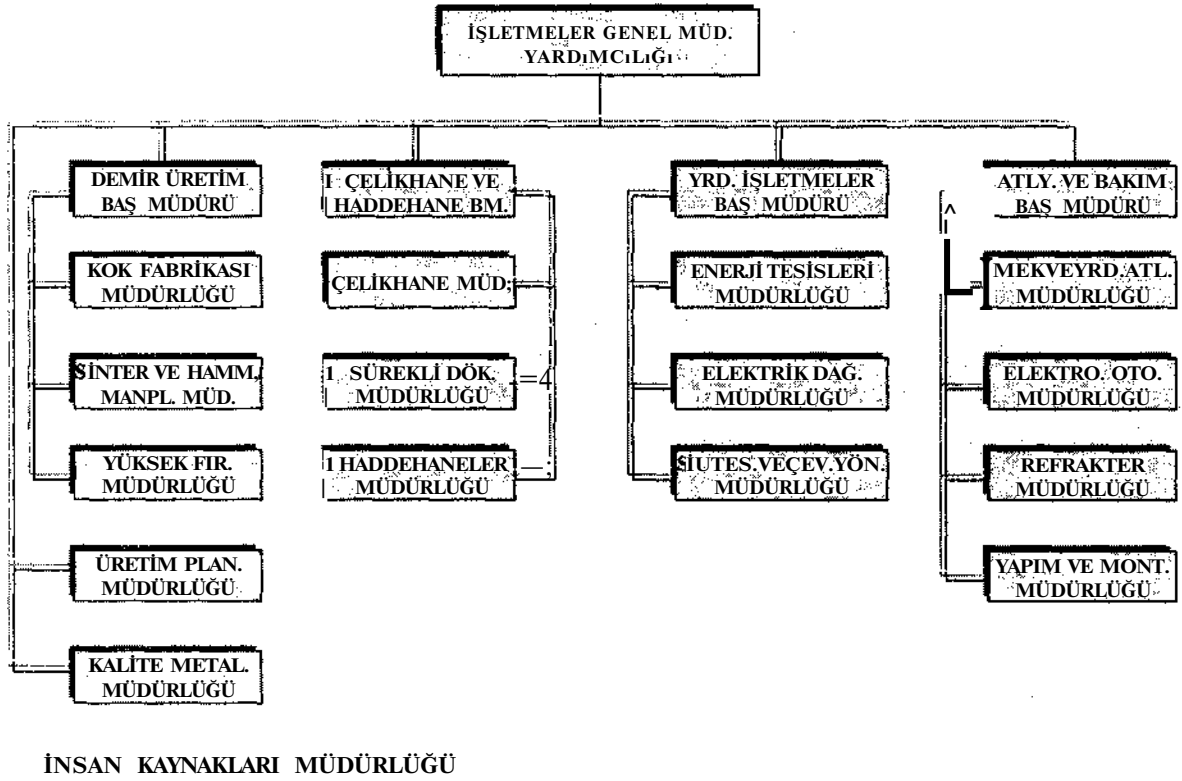 İŞLETMELER GENEL MÜD.
YARDıMCıLıĞı
DEMİR ÜRETİM
BAŞ MÜDÜRÜ
KOK FABRİKASI
MÜDÜRLÜĞÜ
SİNTER VE HAMM.
MANPL. MÜD.
YÜKSEK FIR.
MÜDÜRLÜĞÜ
ÜRETİM PLAN.
MÜDÜRLÜĞÜ
KALİTE METAL.
MÜDÜRLÜĞÜ
ÇELİKHANE VE
HADDEHANE BM.
ÇELİKHANE MÜD;
SÜREKLİ DÖK.
MÜDÜRLÜĞÜ
HADDEHANELER
MÜDÜRLÜĞÜ
YRD. İŞLETMELER
BAŞ MÜDÜRÜ
ENERJİ TESİSLERİ
MÜDÜRLÜĞÜ
ELEKTRİK DAĞ.
MÜDÜRLÜĞÜ
SİUTES.VEÇEV.YÖN.
MÜDÜRLÜĞÜ
ATLY. VE BAKIM
BAŞ MÜDÜRÜ
MEKVEYRD.ATL.
MÜDÜRLÜĞÜ
ELEKTRO. OTO.
MÜDÜRLÜĞÜ
REFRAKTER
MÜDÜRLÜĞÜ
YAPIM VE MONT.
MÜDÜRLÜĞÜ
İNSAN KAYNAKLARI MÜDÜRLÜĞÜ